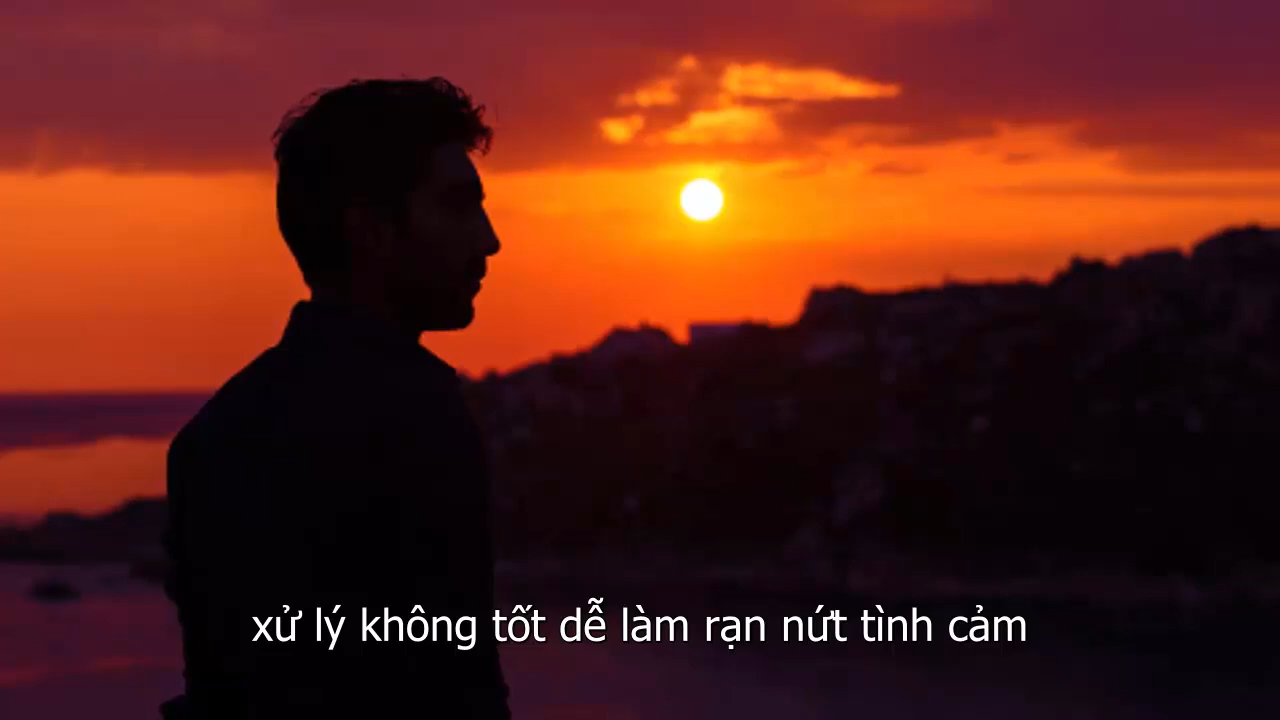 xử lý không tốt dễ làm rạn nứt tình cảm